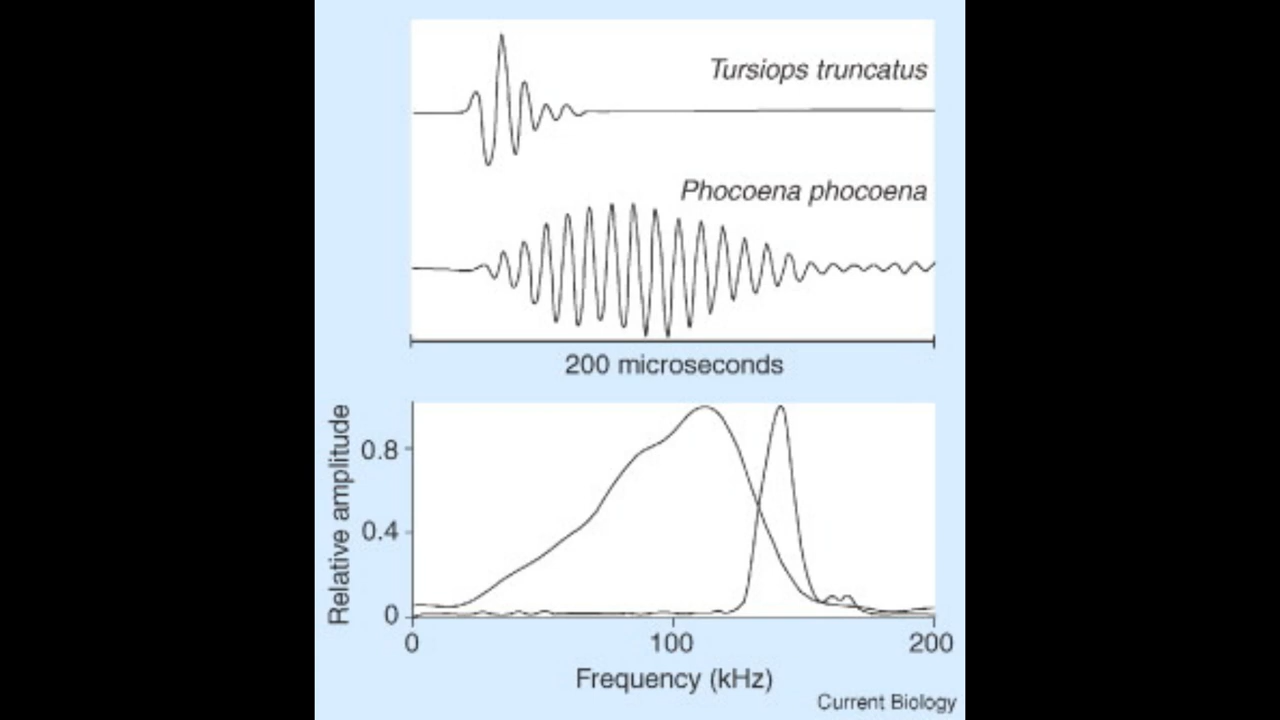 Tursiops truncatus
Phocoena phocoena
200 microseconds
Relative amplitude
0.8
0.4
0
0
100
200
Frequency (kHz)
Current Biology